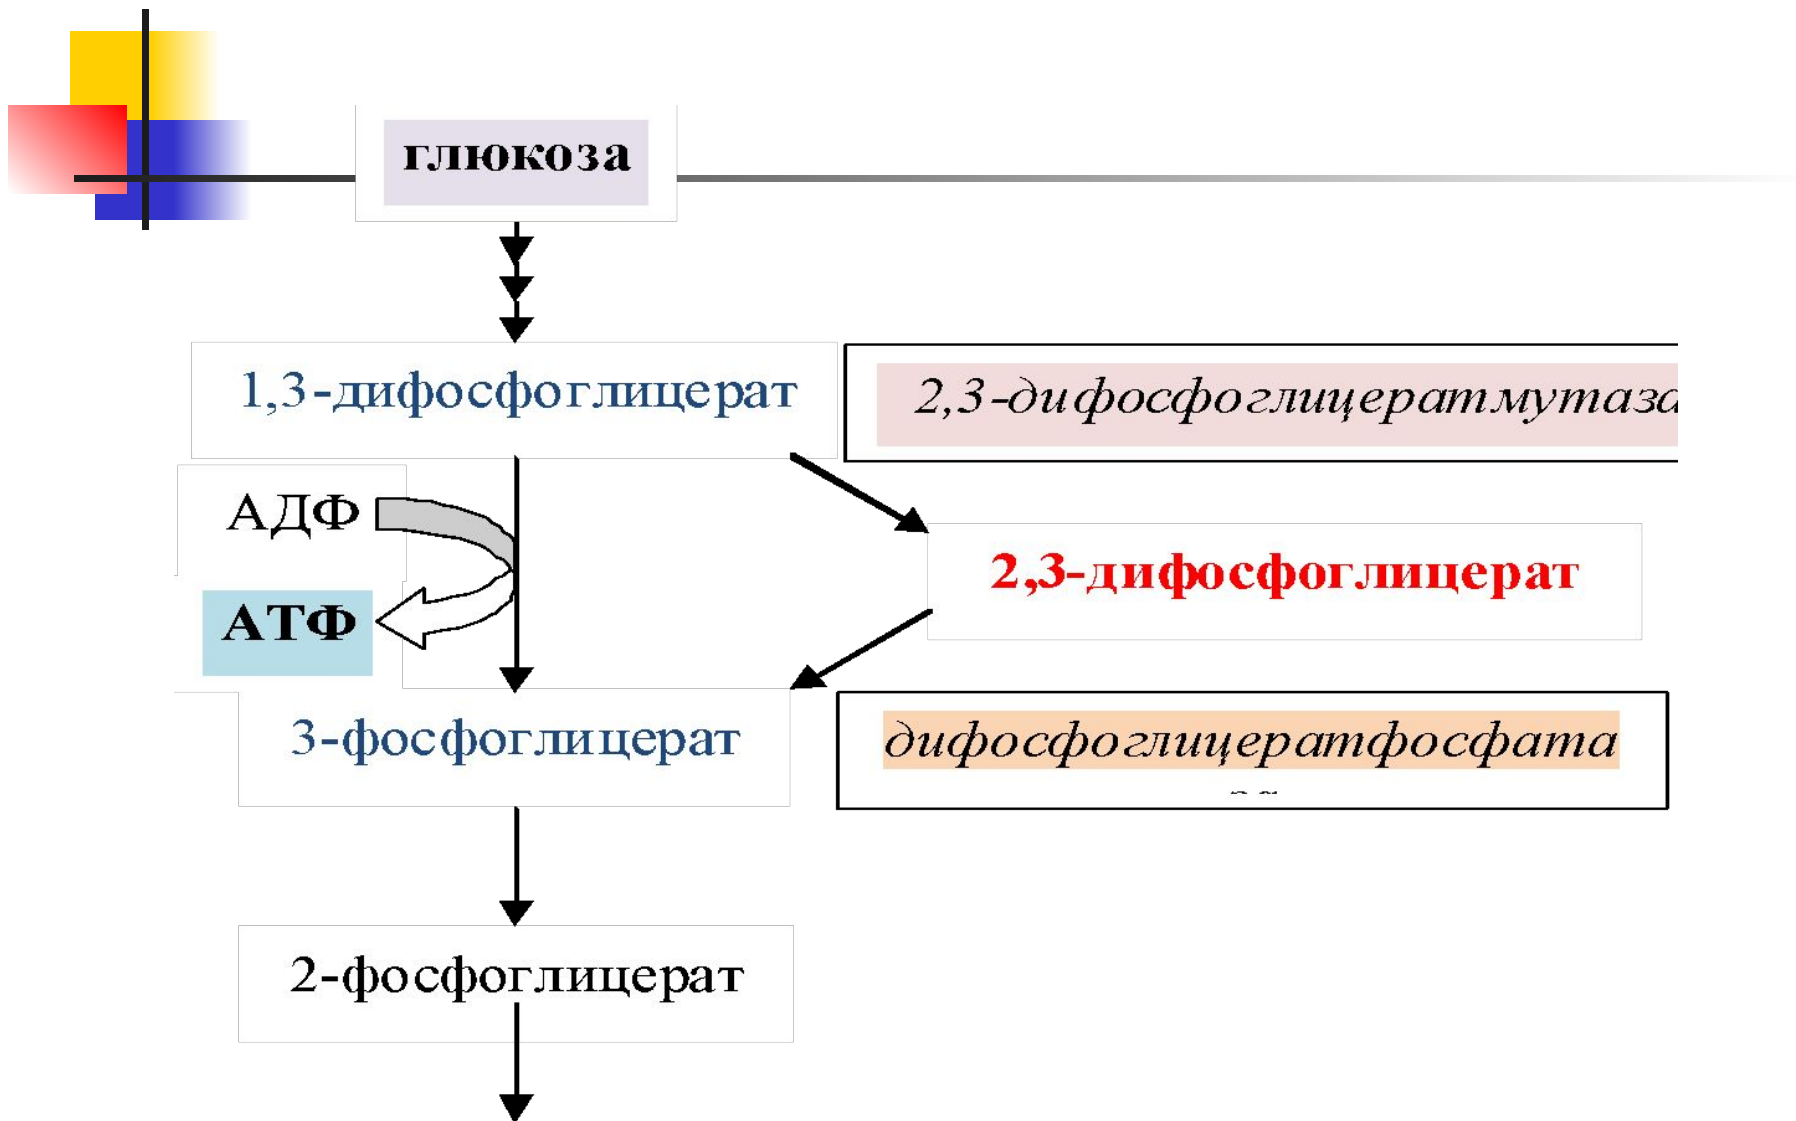 глюкоза
1,3-дифосфоглицерат
2,3-дифосфоглицератмутаза
АДФ
2,3-дифосфоглицерат
АТФ
3-фосфоглицерат
дифосфоглицератфосфата
2-фосфоглицерат